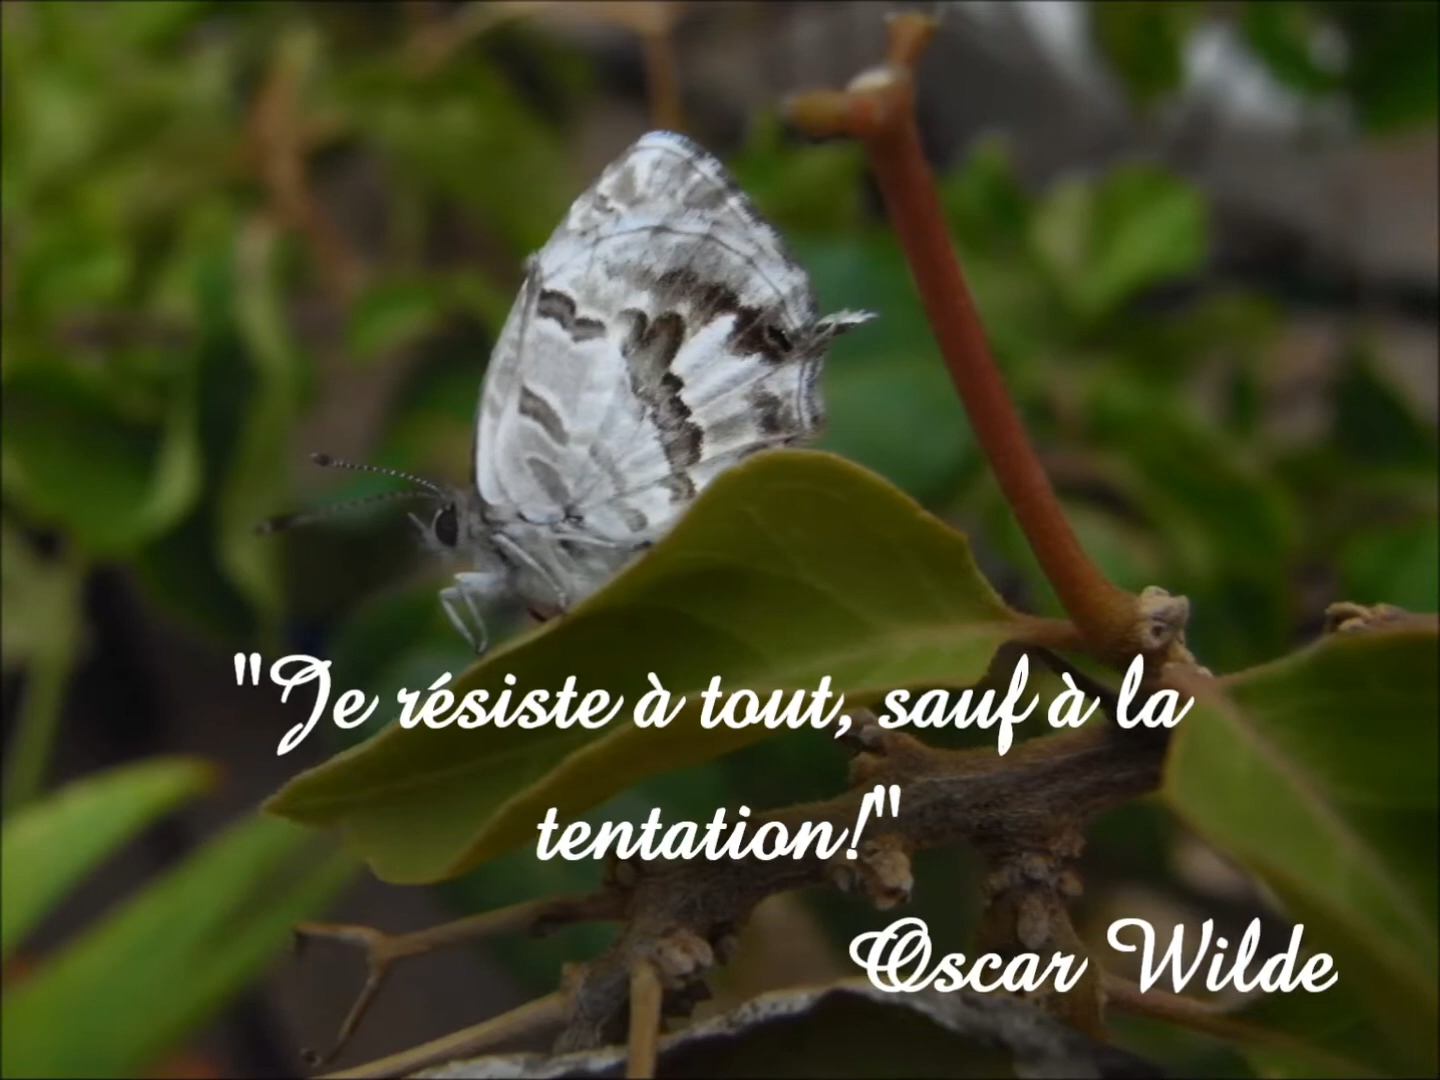 "Je résiste à tout, sauf à la
tentation!"
Oscar Wilde